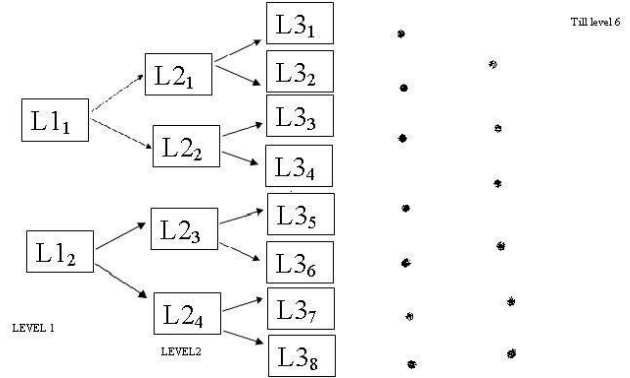 L3₁
Till level 6
L2₁
L3₂
L1₁
L3₃
L2₂
L3₄
L3₅
L2₃
L1₂
L3₆
L2₄
L3₇
LEVEL 1
LEVEL2
L3₈